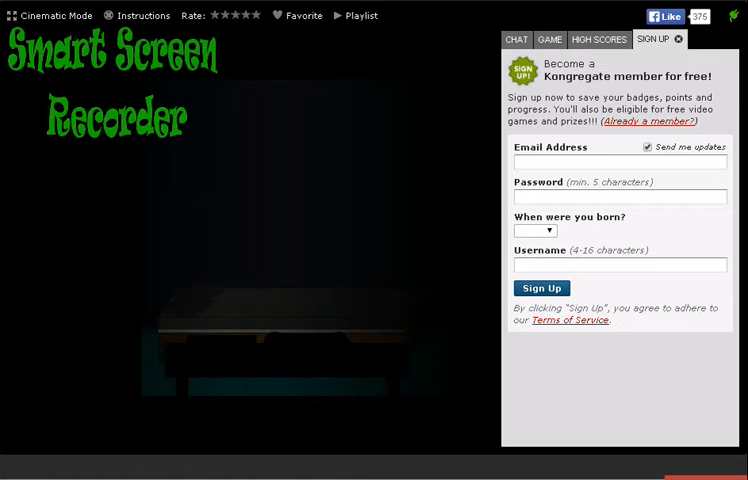 Cinematic Mode Instructions Rate: Favorite Playlist
Like 375
Smart Screen
Recorder
CHAT GAME HIGH SCORES SIGN UP
SIGN UP!
Become a
Kongregate member for free!
Sign up now to save your badges, points and
progress. You'll also be eligible for free video
games and prizes!!! (Already a member?)
Email Address Send me updates
Password (min. 5 characters)
When were you born?
Username (4-16 characters)
Sign Up
By clicking "Sign Up", you agree to adhere to
our Terms of Service.